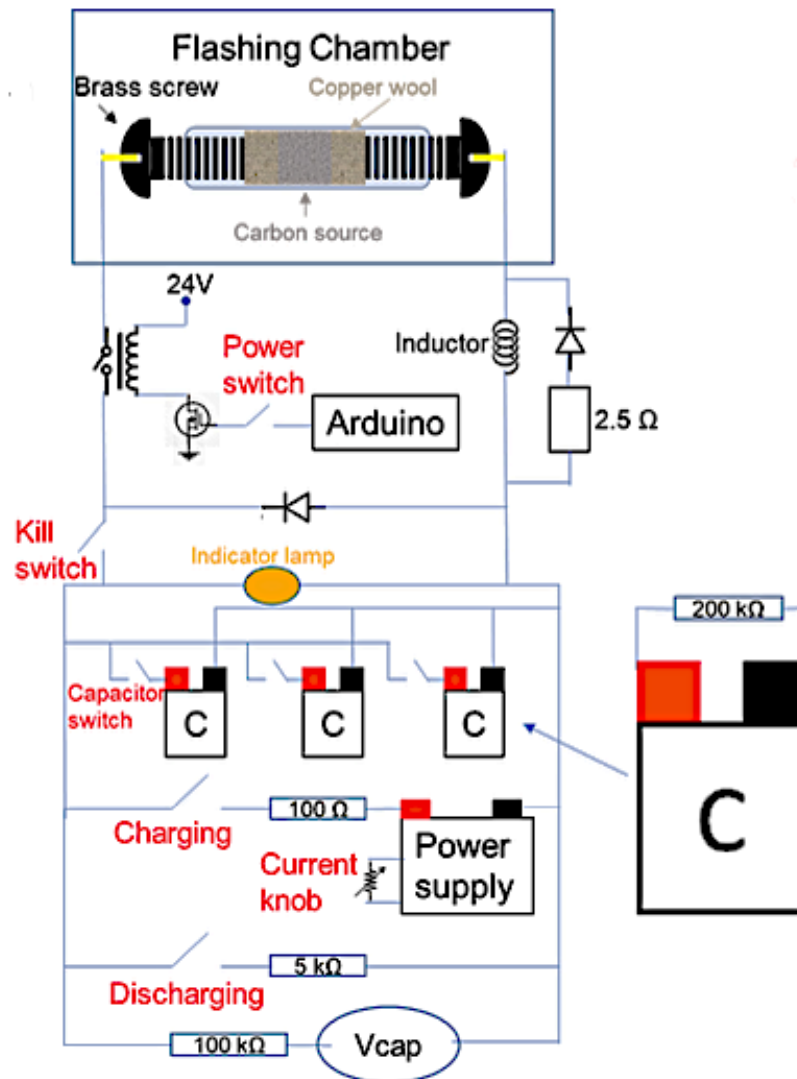 Flashing Chamber
Brass screw
Copper wool
Carbon source
24V
Power
switch
Inductor
Arduino
2.5 Ω
Kill
switch
Indicator lamp
200 kΩ
Capacitor
switch
C
C
C
C
100 Ω
Charging
Power
supply
Current
knob
5 kΩ
Discharging
100 kΩ
Vcap